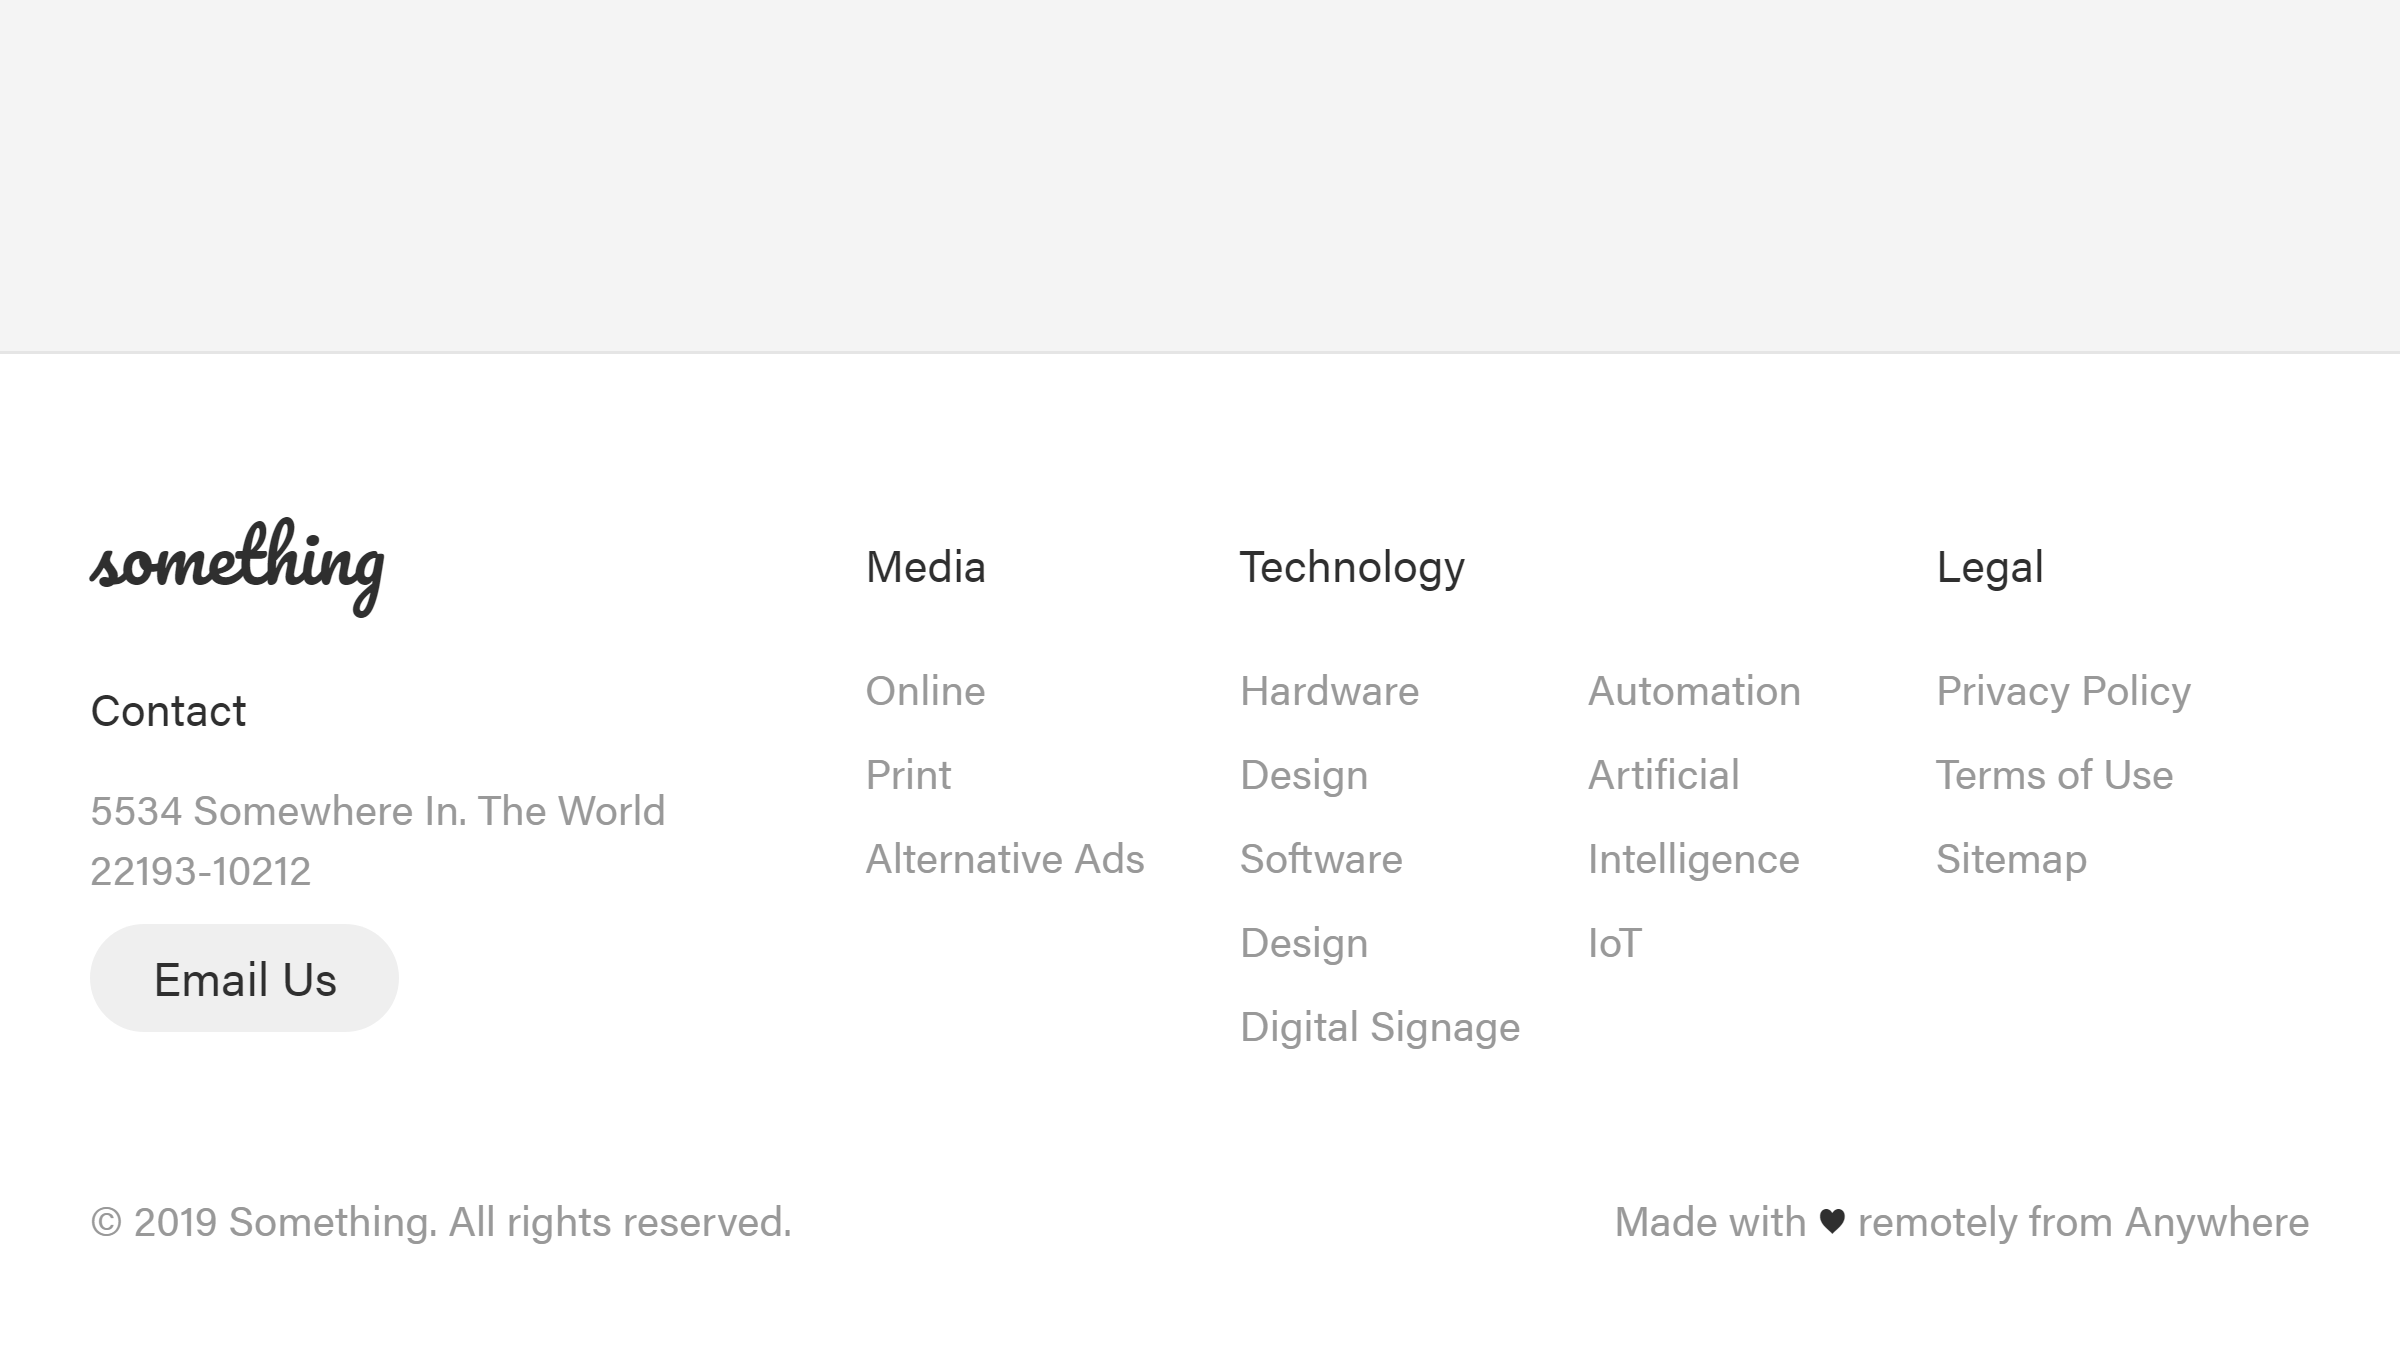 something
Contact
5534 Somewhere In. The World
22193-10212
Email Us
Media
Online
Print
Alternative Ads
Technology
Hardware
Design
Software
Design
Digital Signage
Automation
Artificial
Intelligence
IoT
Legal
Privacy Policy
Terms of Use
Sitemap
© 2019 Something. All rights reserved.
Made with ♥ remotely from Anywhere